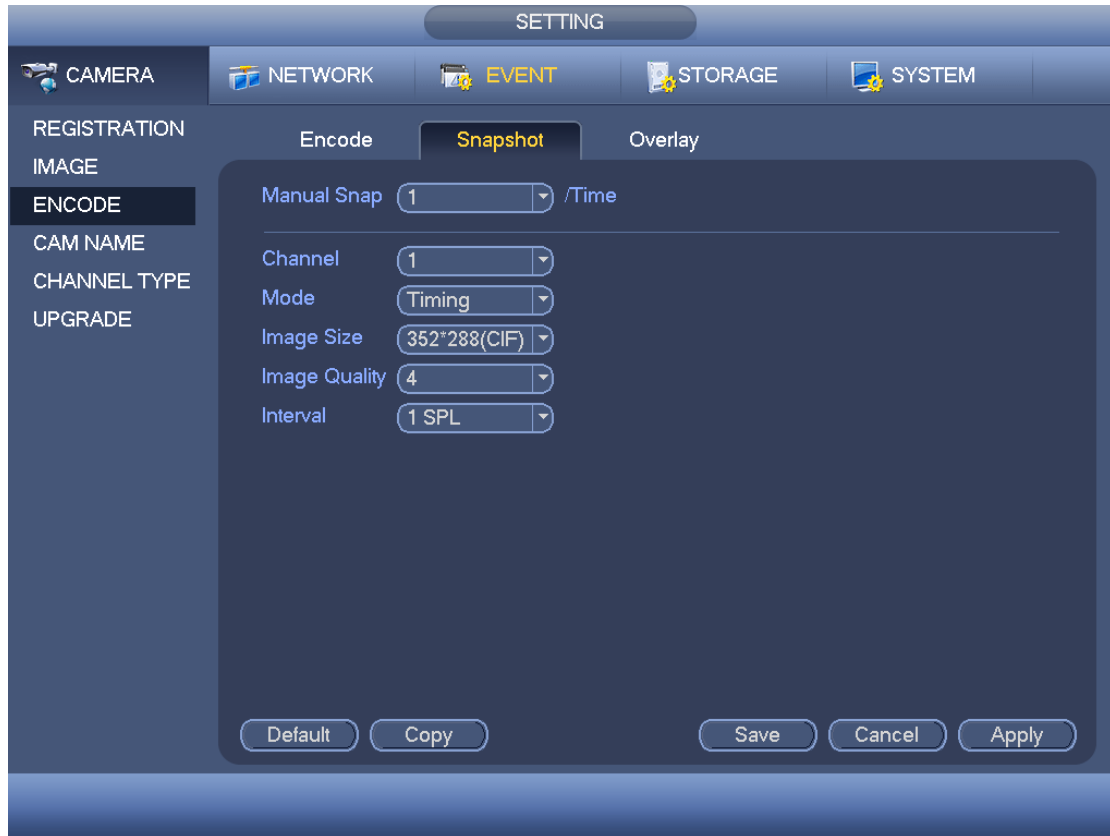 SETTING
CAMERA NETWORK EVENT STORAGE SYSTEM
REGISTRATION
IMAGE
ENCODE
CAM NAME
CHANNEL TYPE
UPGRADE
Encode Snapshot Overlay
Manual Snap 1 /Time
Channel 1
Mode Timing
Image Size 352*288(CIF)
Image Quality 4
Interval 1 SPL
Default Copy Save Cancel Apply